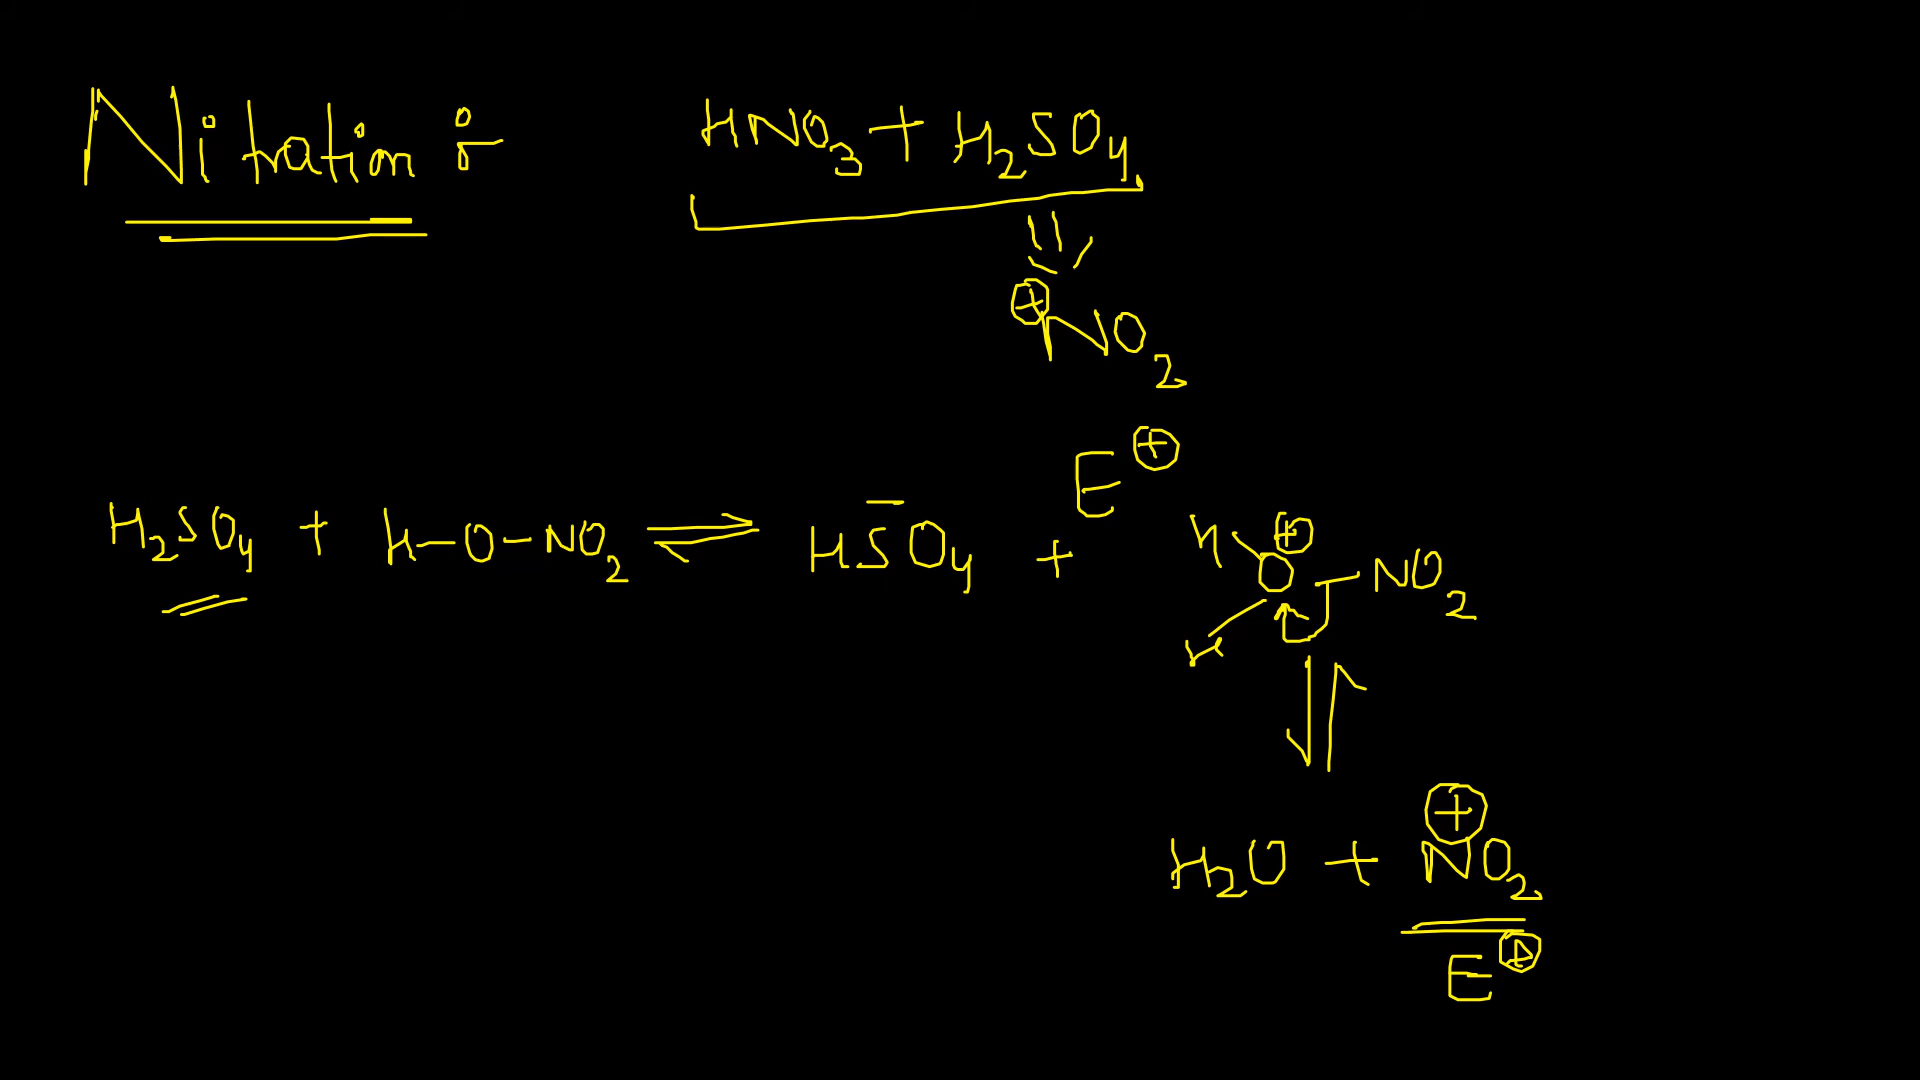 Nitration :- HNO₃ + H₂SO₄
⊕NO₂
E⊕
H₂SO₄ + H-O-NO₂ ⇌ HSO₄⁻ + H O⊕ - NO₂
H
H₂O + ⊕NO₂
E⊕